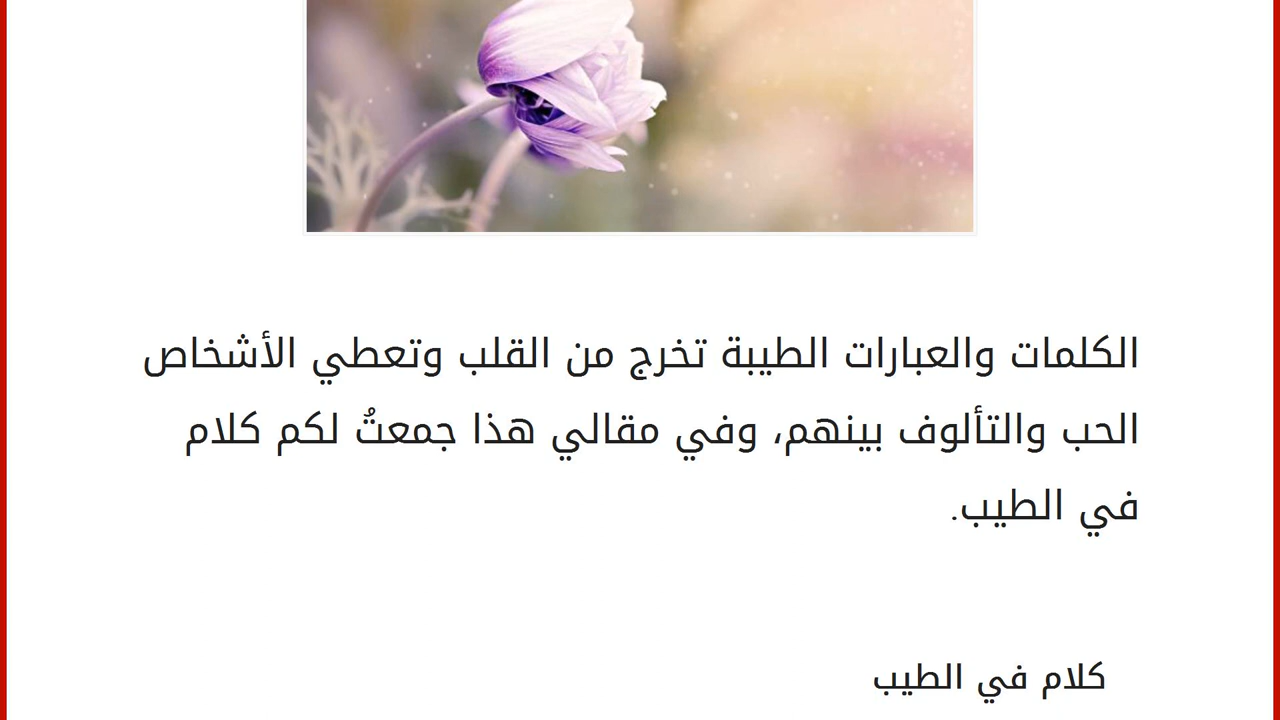 الكلمات والعبارات الطيبة تخرج من القلب وتعطي الأشخاص
الحب والتألوف بينهم، وفي مقالي هذا جمعتُ لكم كلام
في الطيب.
كلام في الطيب